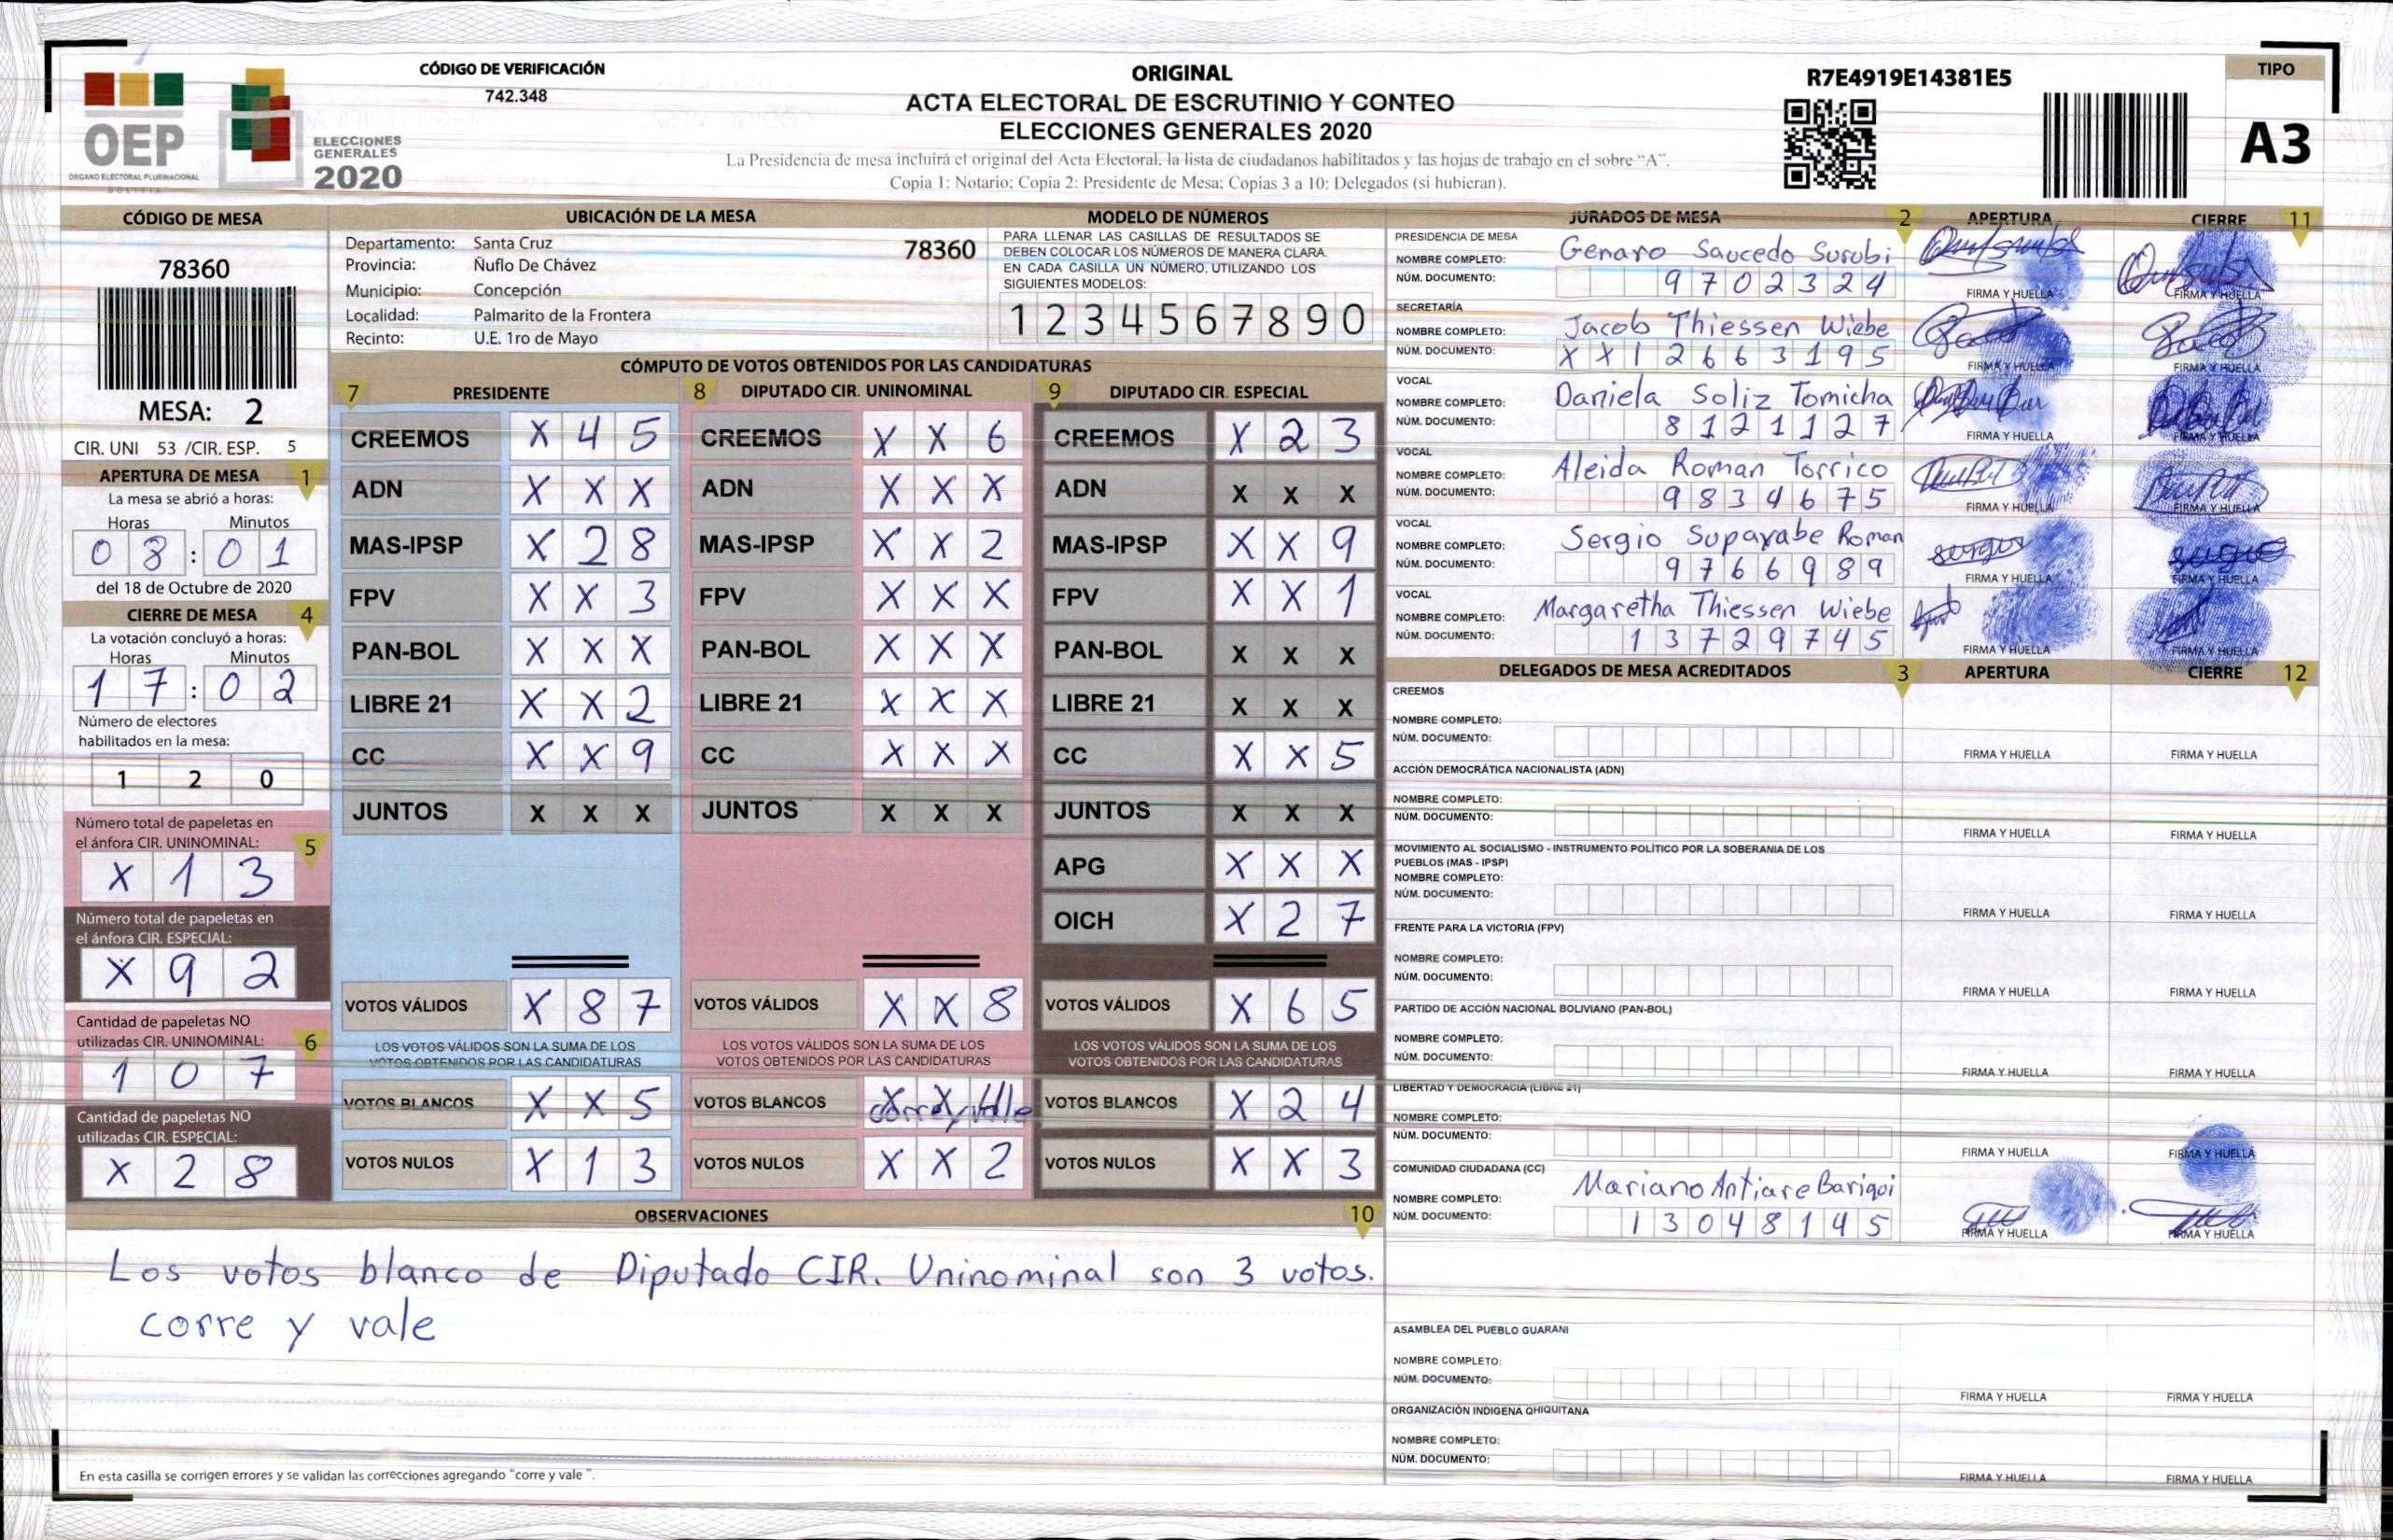 CÓDIGO DE VERIFICACIÓN
742.348
OEP
ÓRGANO ELECTORAL PLURINACIONAL
BOLIVIA
ELECCIONES
GENERALES
2020
ORIGINAL
ACTA ELECTORAL DE ESCRUTINIO Y CONTEO
ELECCIONES GENERALES 2020
La Presidencia de mesa incluirá el original del Acta Electoral, la lista de ciudadanos habilitados y las hojas de trabajo en el sobre "A".
Copia 1: Notario; Copia 2: Presidente de Mesa; Copias 3 a 10: Delegados (si hubieran).
R7E4919E14381E5
TIPO
A3
CÓDIGO DE MESA
78360
MESA: 2
CIR. UNI 53 /CIR. ESP. 5
APERTURA DE MESA 1
La mesa se abrió a horas:
Horas Minutos
0 8 : 0 1
del 18 de Octubre de 2020
CIERRE DE MESA 4
La votación concluyó a horas:
Horas Minutos
1 7 : 0 2
Número de electores
habilitados en la mesa:
1 2 0
Número total de papeletas en
el ánfora CIR. UNINOMINAL: 5
X 1 3
Número total de papeletas en
el ánfora CIR. ESPECIAL:
X 9 2
Cantidad de papeletas NO
utilizadas CIR. UNINOMINAL: 6
1 0 7
Cantidad de papeletas NO
utilizadas CIR. ESPECIAL:
X 2 8
UBICACIÓN DE LA MESA
Departamento: Santa Cruz 78360
Provincia: Ñuflo De Chávez
Municipio: Concepción
Localidad: Palmarito de la Frontera
Recinto: U.E. 1ro de Mayo
MODELO DE NÚMEROS
PARA LLENAR LAS CASILLAS DE RESULTADOS SE
DEBEN COLOCAR LOS NÚMEROS DE MANERA CLARA.
EN CADA CASILLA UN NÚMERO, UTILIZANDO LOS
SIGUIENTES MODELOS:
1 2 3 4 5 6 7 8 9 0
CÓMPUTO DE VOTOS OBTENIDOS POR LAS CANDIDATURAS
7 PRESIDENTE
CREEMOS X 4 5
ADN X X X
MAS-IPSP X 2 8
FPV X X 3
PAN-BOL X X X
LIBRE 21 X X 2
CC X X 9
JUNTOS X X X
VOTOS VÁLIDOS X 8 7
LOS VOTOS VÁLIDOS SON LA SUMA DE LOS
VOTOS OBTENIDOS POR LAS CANDIDATURAS
VOTOS BLANCOS X X 5
VOTOS NULOS X 1 3
8 DIPUTADO CIR. UNINOMINAL
CREEMOS X X 6
ADN X X X
MAS-IPSP X X 2
FPV X X X
PAN-BOL X X X
LIBRE 21 X X X
CC X X X
JUNTOS X X X
VOTOS VÁLIDOS X X 8
LOS VOTOS VÁLIDOS SON LA SUMA DE LOS
VOTOS OBTENIDOS POR LAS CANDIDATURAS
VOTOS BLANCOS X X
VOTOS NULOS X X 2
9 DIPUTADO CIR. ESPECIAL
CREEMOS X 2 3
ADN X X X
MAS-IPSP X X 9
FPV X X 1
PAN-BOL X X X
LIBRE 21 X X X
CC X X 5
JUNTOS X X X
APG X X X
OICH X 2 7
VOTOS VÁLIDOS X 6 5
LOS VOTOS VÁLIDOS SON LA SUMA DE LOS
VOTOS OBTENIDOS POR LAS CANDIDATURAS
VOTOS BLANCOS X 2 4
VOTOS NULOS X X 3
OBSERVACIONES 10
Los votos blanco de Diputado CIR. Uninominal son 3 votos.
corre y vale
En esta casilla se corrigen errores y se validan las correcciones agregando "corre y vale ".
JURADOS DE MESA 2 APERTURA CIERRE 11
PRESIDENCIA DE MESA
NOMBRE COMPLETO: Genaro Saucedo Surubi
NÚM. DOCUMENTO: 9 7 0 2 3 2 4
FIRMA Y HUELLA FIRMA Y HUELLA
SECRETARÍA
NOMBRE COMPLETO: Jacob Thiessen Wiebe
NÚM. DOCUMENTO: X X 1 2 6 6 3 1 9 5
FIRMA Y HUELLA FIRMA Y HUELLA
VOCAL
NOMBRE COMPLETO: Daniela Soliz Tomicha
NÚM. DOCUMENTO: 8 1 2 1 1 2 7
FIRMA Y HUELLA FIRMA Y HUELLA
VOCAL
NOMBRE COMPLETO: Aleida Roman Torrico
NÚM. DOCUMENTO: 9 8 3 4 6 7 5
FIRMA Y HUELLA FIRMA Y HUELLA
VOCAL
NOMBRE COMPLETO: Sergio Supayabe Roman
NÚM. DOCUMENTO: 9 7 6 6 9 8 9
FIRMA Y HUELLA FIRMA Y HUELLA
VOCAL
NOMBRE COMPLETO: Margaretha Thiessen Wiebe
NÚM. DOCUMENTO: 1 3 7 2 9 7 4 5
FIRMA Y HUELLA FIRMA Y HUELLA
DELEGADOS DE MESA ACREDITADOS 3 APERTURA CIERRE 12
CREEMOS
NOMBRE COMPLETO:
NÚM. DOCUMENTO:
FIRMA Y HUELLA FIRMA Y HUELLA
ACCIÓN DEMOCRÁTICA NACIONALISTA (ADN)
NOMBRE COMPLETO:
NÚM. DOCUMENTO:
FIRMA Y HUELLA FIRMA Y HUELLA
MOVIMIENTO AL SOCIALISMO - INSTRUMENTO POLÍTICO POR LA SOBERANIA DE LOS
PUEBLOS (MAS - IPSP)
NOMBRE COMPLETO:
NÚM. DOCUMENTO:
FIRMA Y HUELLA FIRMA Y HUELLA
FRENTE PARA LA VICTORIA (FPV)
NOMBRE COMPLETO:
NÚM. DOCUMENTO:
FIRMA Y HUELLA FIRMA Y HUELLA
PARTIDO DE ACCIÓN NACIONAL BOLIVIANO (PAN-BOL)
NOMBRE COMPLETO:
NÚM. DOCUMENTO:
FIRMA Y HUELLA FIRMA Y HUELLA
LIBERTAD Y DEMOCRACIA (LIBRE 21)
NOMBRE COMPLETO:
NÚM. DOCUMENTO:
FIRMA Y HUELLA FIRMA Y HUELLA
COMUNIDAD CIUDADANA (CC)
NOMBRE COMPLETO: Mariano Antiare Bariqui
NÚM. DOCUMENTO: 1 3 0 4 8 1 4 5
FIRMA Y HUELLA FIRMA Y HUELLA
ASAMBLEA DEL PUEBLO GUARANI
NOMBRE COMPLETO:
NÚM. DOCUMENTO:
FIRMA Y HUELLA FIRMA Y HUELLA
ORGANIZACIÓN INDIGENA QHIQUITANA
NOMBRE COMPLETO:
NÚM. DOCUMENTO:
FIRMA Y HUELLA FIRMA Y HUELLA